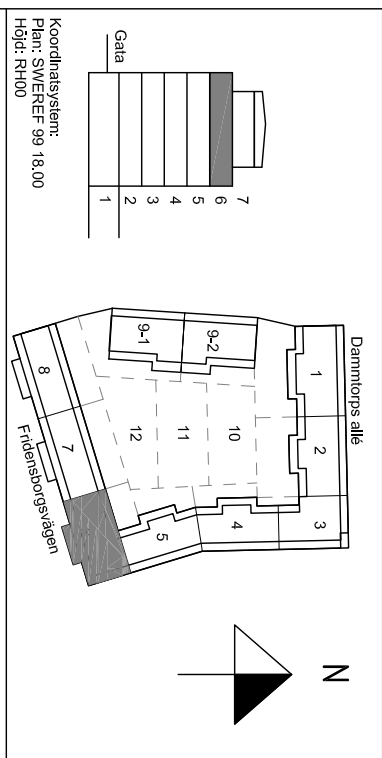 Koordinatsystem:
Plan: SWEREF 99 18.00
Höjd: RH00
Gata
7
6
5
4
3
2
1
Dammtorps allé
1
2
3
4
5
7
8
9-1
9-2
10
11
12
Fridensborgsvägen
N